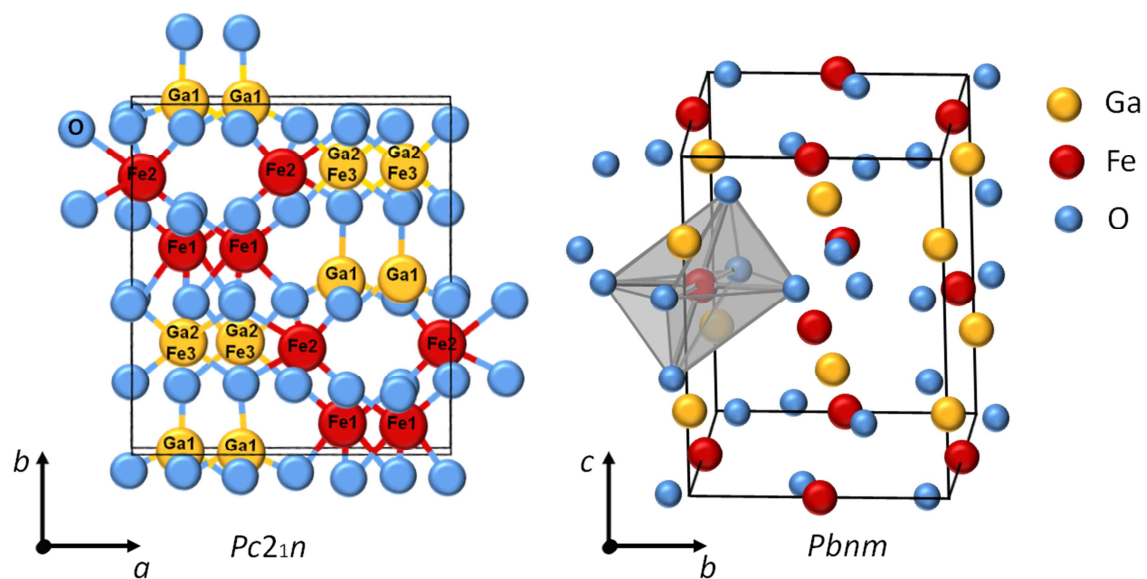 Ga1 Ga1
O
Fe2 Fe2
Ga2 Ga2
Fe3 Fe3
Fe1 Fe1
Ga1 Ga1
Ga2 Ga2
Fe3 Fe3
Fe2 Fe2
Fe1 Fe1
Ga1 Ga1
b
a
Pc2₁n
c
b
Pbnm
Ga
Fe
O